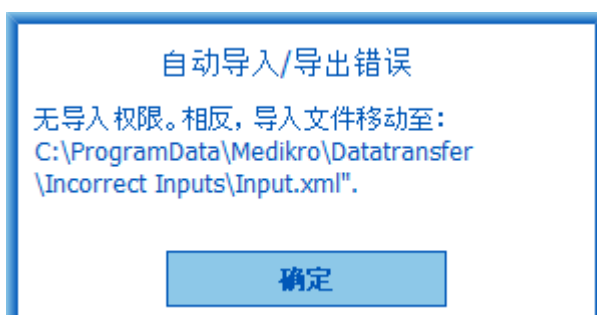 自动导入/导出错误
无导入权限。相反，导入文件移动至：
C:\ProgramData\Medikro\Datatransfer
\Incorrect Inputs\Input.xml".
确定